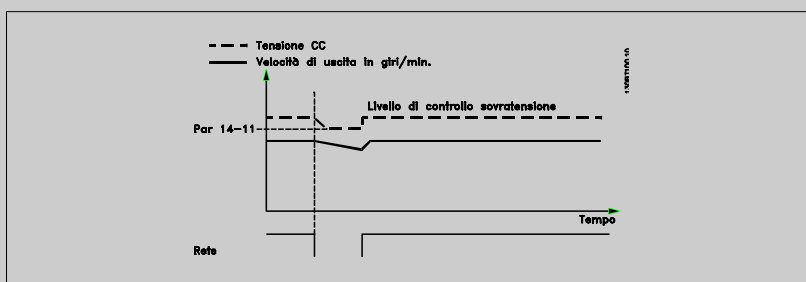 Tensione CC
Velocità di uscita in giri/min.
Livello di controllo sovratensione
Par 14-11
Tempo
Rete